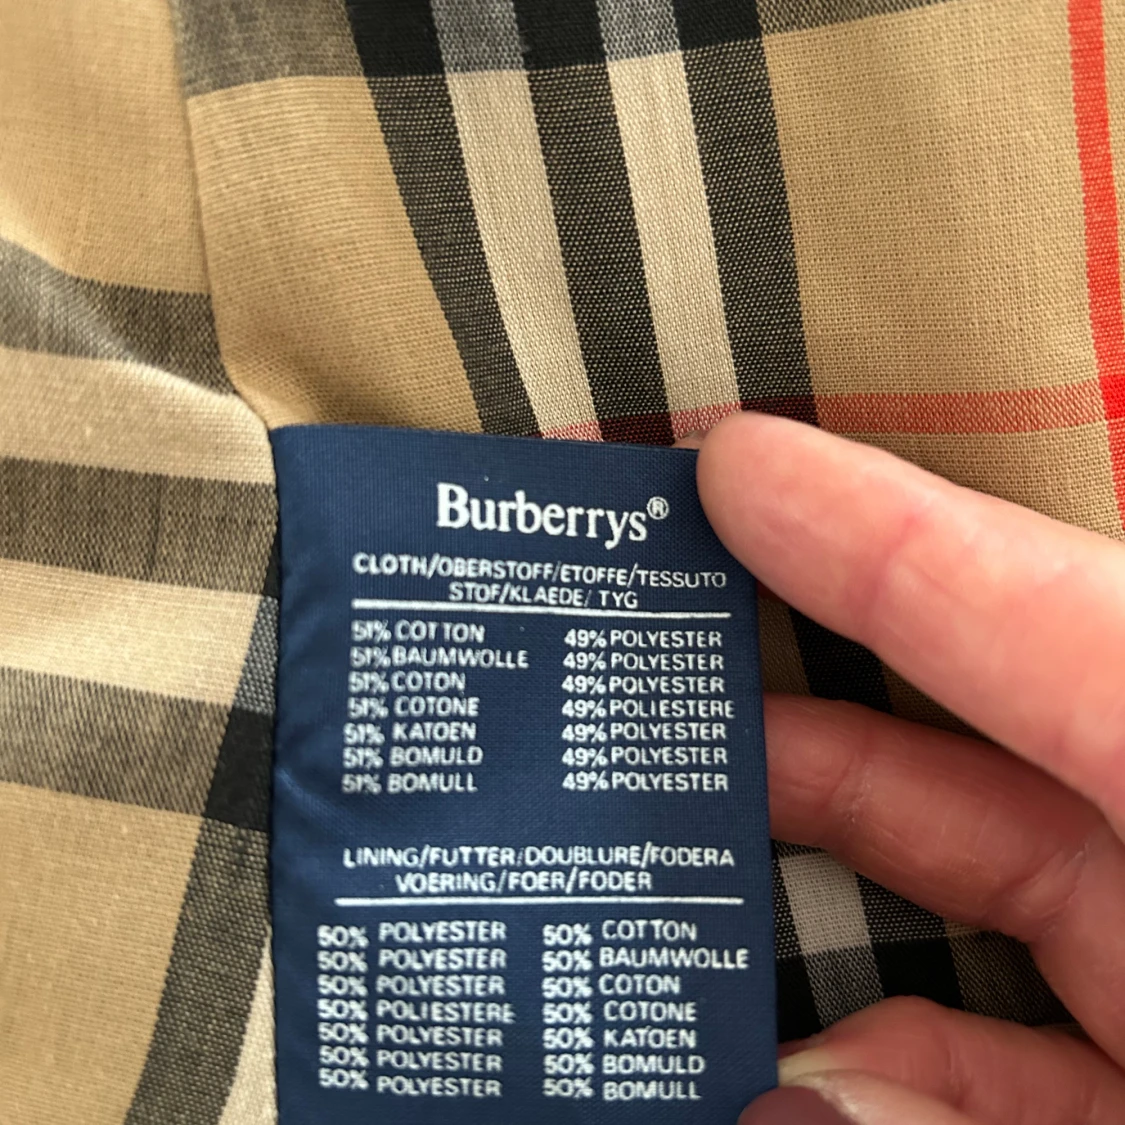 Burberrys®
CLOTH/OBERSTOFF/ETOFFE/TESSUTO
STOF/KLAEDE/ TYG
51% COTTON 49% POLYESTER
51% BAUMWOLLE 49% POLYESTER
51% COTON 49% POLYESTER
51% COTONE 49% POLIESTERE
51% KATOEN 49% POLYESTER
51% BOMULD 49% POLYESTER
51% BOMULL 49% POLYESTER
LINING/FUTTER/DOUBLURE/FODERA
VOERING/FOER/FODER
50% POLYESTER 50% COTTON
50% POLYESTER 50% BAUMWOLLE
50% POLYESTER 50% COTON
50% POLIESTERE 50% COTONE
50% POLYESTER 50% KATOEN
50% POLYESTER 50% BOMULD
50% POLYESTER 50% BOMULL